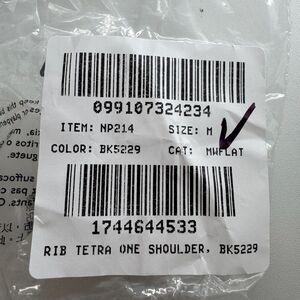 099107324234
ITEM: NP214 SIZE: M
COLOR: BK5229 CAT: MWFLAT
1744644533
RIB TETRA ONE SHOULDER, BK5229